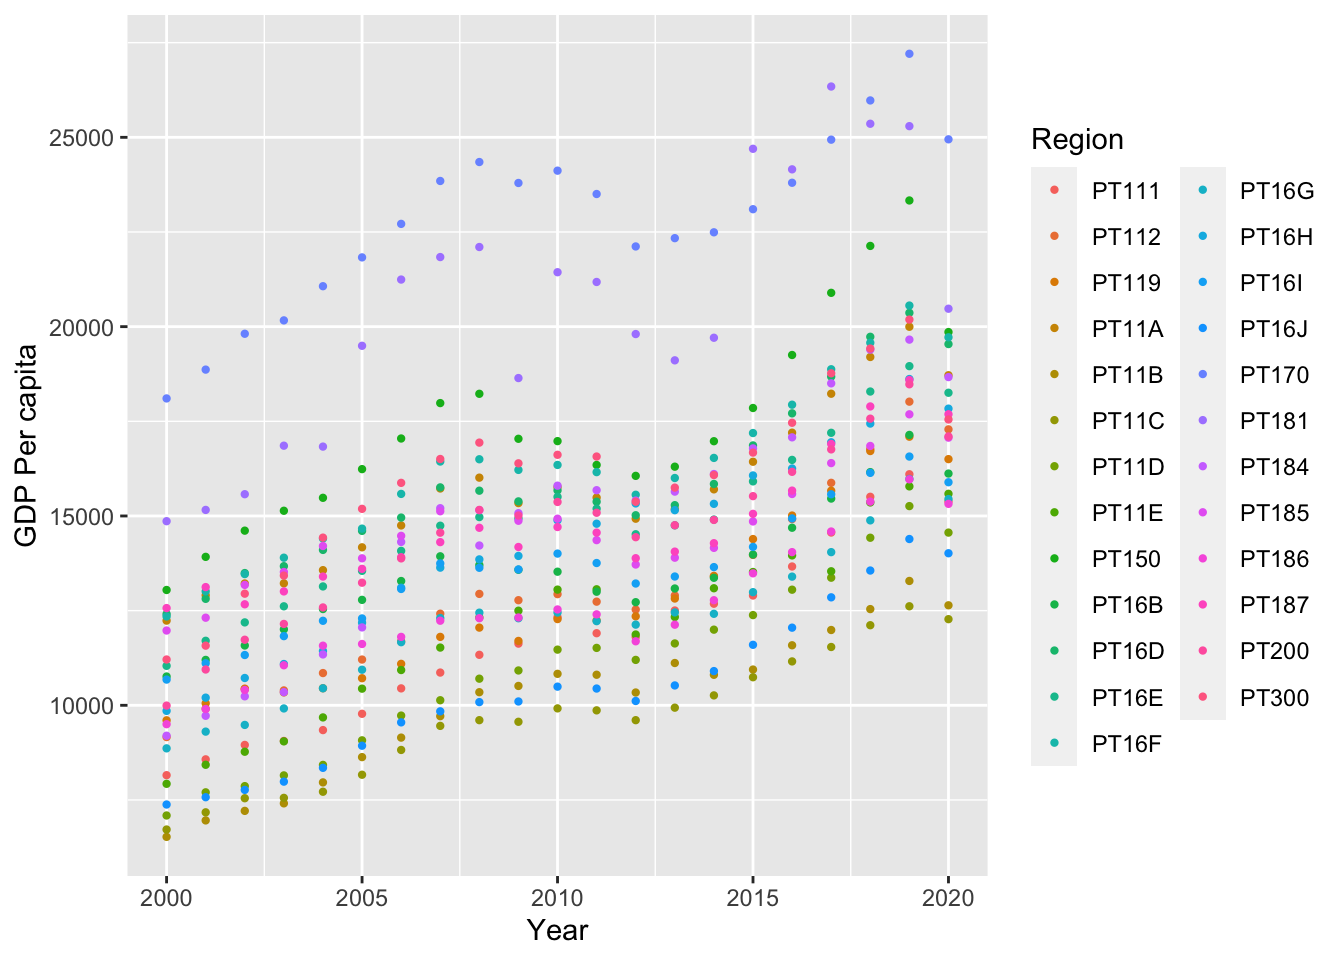 25000
20000
15000
10000
GDP Per capita
2000
2005
2010
2015
2020
Year
Region
PT111
PT112
PT119
PT11A
PT11B
PT11C
PT11D
PT11E
PT150
PT16B
PT16D
PT16E
PT16F
PT16G
PT16H
PT16I
PT16J
PT170
PT181
PT184
PT185
PT186
PT187
PT200
PT300